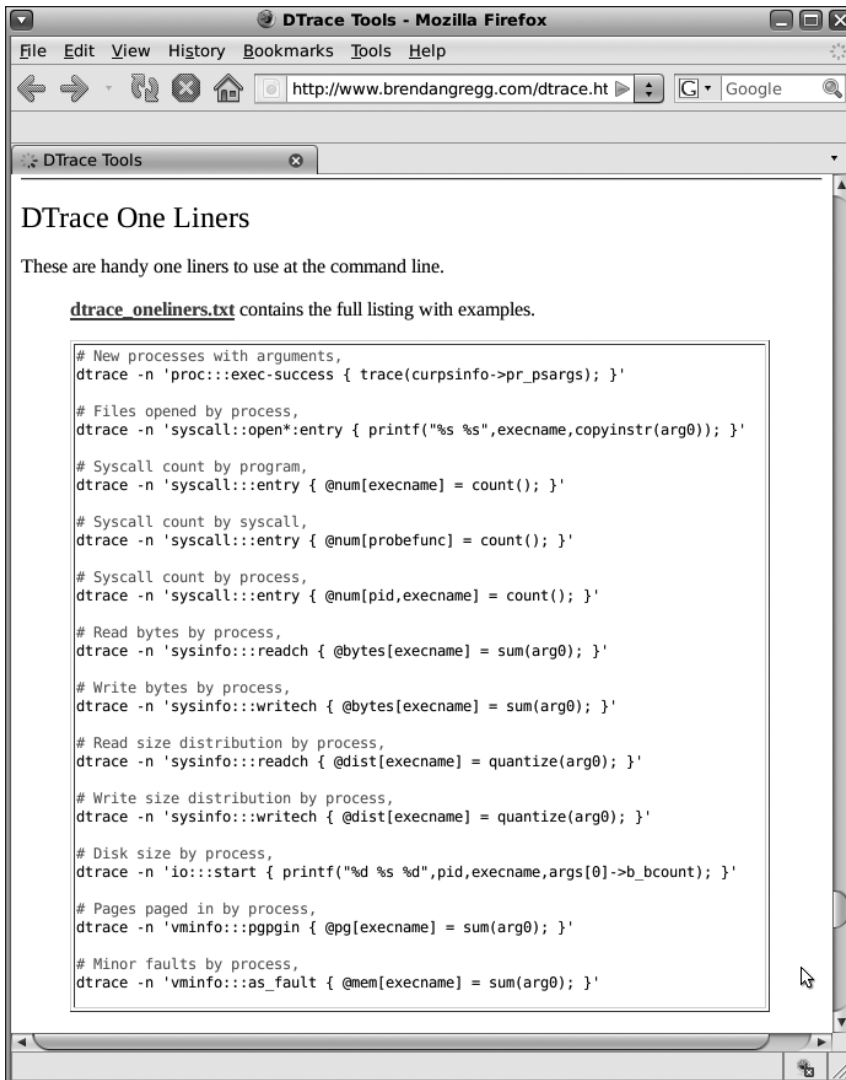 DTrace Tools - Mozilla Firefox
File Edit View History Bookmarks Tools Help
http://www.brendangregg.com/dtrace.ht
G Google
DTrace Tools
DTrace One Liners
These are handy one liners to use at the command line.
dtrace_oneliners.txt contains the full listing with examples.
# New processes with arguments,
dtrace -n 'proc:::exec-success { trace(curpsinfo->pr_psargs); }'
# Files opened by process,
dtrace -n 'syscall::open*:entry { printf("%s %s",execname,copyinstr(arg0)); }'
# Syscall count by program,
dtrace -n 'syscall:::entry { @num[execname] = count(); }'
# Syscall count by syscall,
dtrace -n 'syscall:::entry { @num[probefunc] = count(); }'
# Syscall count by process,
dtrace -n 'syscall:::entry { @num[pid,execname] = count(); }'
# Read bytes by process,
dtrace -n 'sysinfo:::readch { @bytes[execname] = sum(arg0); }'
# Write bytes by process,
dtrace -n 'sysinfo:::writech { @bytes[execname] = sum(arg0); }'
# Read size distribution by process,
dtrace -n 'sysinfo:::readch { @dist[execname] = quantize(arg0); }'
# Write size distribution by process,
dtrace -n 'sysinfo:::writech { @dist[execname] = quantize(arg0); }'
# Disk size by process,
dtrace -n 'io:::start { printf("%d %s %d",pid,execname,args[0]->b_bcount); }'
# Pages paged in by process,
dtrace -n 'vminfo:::pgpgin { @pg[execname] = sum(arg0); }'
# Minor faults by process,
dtrace -n 'vminfo:::as_fault { @mem[execname] = sum(arg0); }'